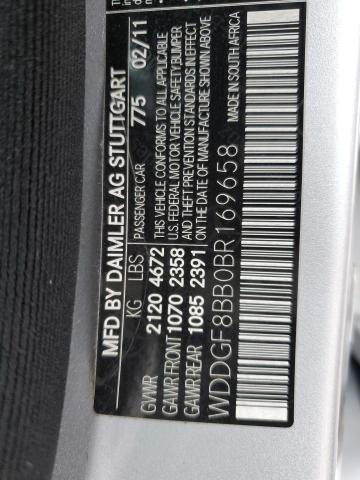 MFD BY DAIMLER AG STUTTGART
KG LBS PASSENGER CAR 775 02/11
GVWR 2120 4672 THIS VEHICLE CONFORMS TO ALL APPLICABLE
GAWR FRONT 1070 2358 U.S. FEDERAL MOTOR VEHICLE SAFETY, BUMPER
GAWR REAR 1085 2391 AND THEFT PREVENTION STANDARDS IN EFFECT
ON THE DATE OF MANUFACTURE SHOWN ABOVE
WDDGF8BB0BR169658
MADE IN SOUTH AFRICA